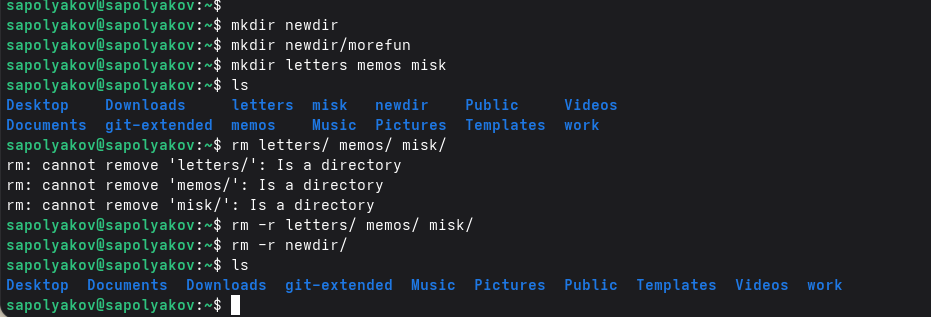 sapolyakov@sapolyakov:~$
sapolyakov@sapolyakov:~$ mkdir newdir
sapolyakov@sapolyakov:~$ mkdir newdir/morefun
sapolyakov@sapolyakov:~$ mkdir letters memos misk
sapolyakov@sapolyakov:~$ ls
Desktop    Downloads     letters  misk   newdir    Public     Videos
Documents  git-extended  memos    Music  Pictures  Templates  work
sapolyakov@sapolyakov:~$ rm letters/ memos/ misk/
rm: cannot remove 'letters/': Is a directory
rm: cannot remove 'memos/': Is a directory
rm: cannot remove 'misk/': Is a directory
sapolyakov@sapolyakov:~$ rm -r letters/ memos/ misk/
sapolyakov@sapolyakov:~$ rm -r newdir/
sapolyakov@sapolyakov:~$ ls
Desktop  Documents  Downloads  git-extended  Music  Pictures  Public  Templates  Videos  work
sapolyakov@sapolyakov:~$